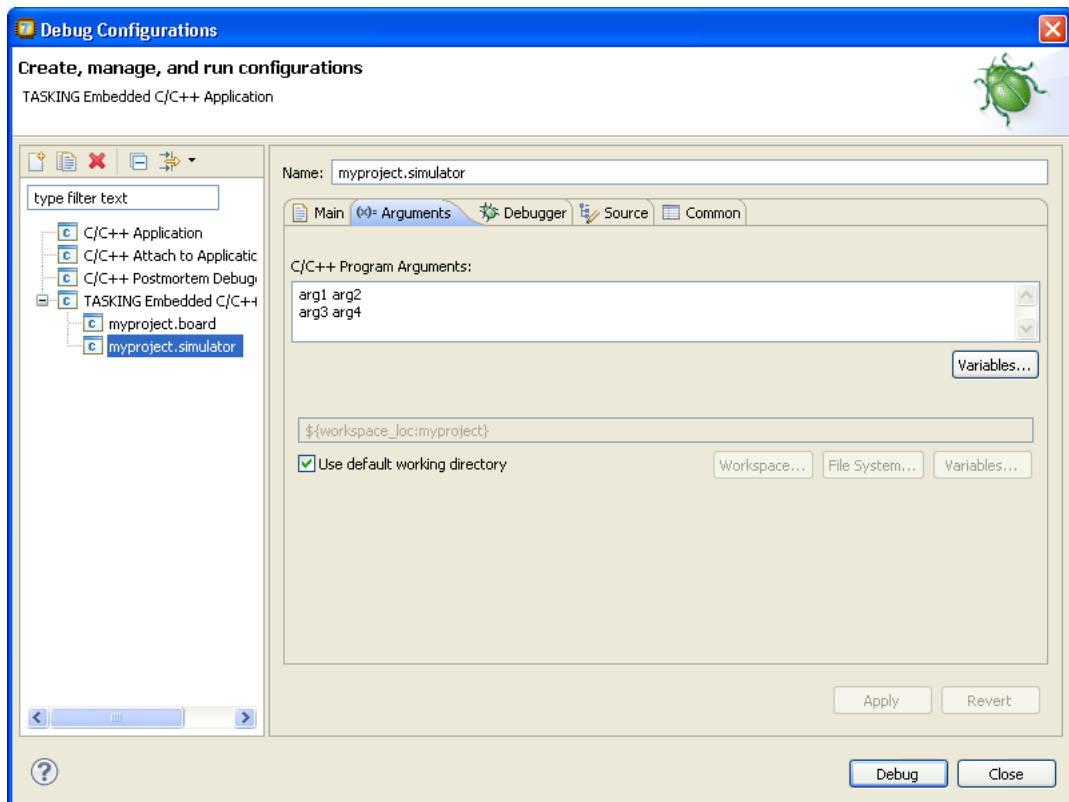 Debug Configurations
Create, manage, and run configurations
TASKING Embedded C/C++ Application
type filter text
C/C++ Application
C/C++ Attach to Applicatic
C/C++ Postmortem Debug
TASKING Embedded C/C++
myproject.board
myproject.simulator
Name: myproject.simulator
Main (x)= Arguments Debugger Source Common
C/C++ Program Arguments:
arg1 arg2
arg3 arg4
Variables...
${workspace_loc:myproject}
Use default working directory
Workspace... File System... Variables...
Apply Revert
Debug Close